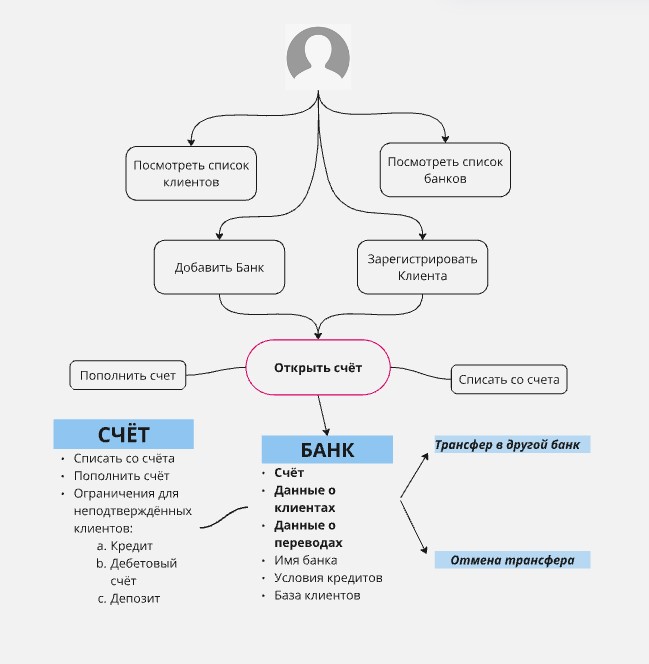 Посмотреть список
клиентов
Посмотреть список
банков
Добавить Банк
Зарегистрировать
Клиента
Открыть счёт
Пополнить счет
Списать со счета
СЧЁТ
• Списать со счёта
• Пополнить счёт
• Ограничения для
неподтверждённых
клиентов:
a. Кредит
b. Дебетовый
счёт
c. Депозит
БАНК
• Счёт
• Данные о
клиентах
• Данные о
переводах
• Имя банка
• Условия кредитов
• База клиентов
Трансфер в другой банк
Отмена трансфера